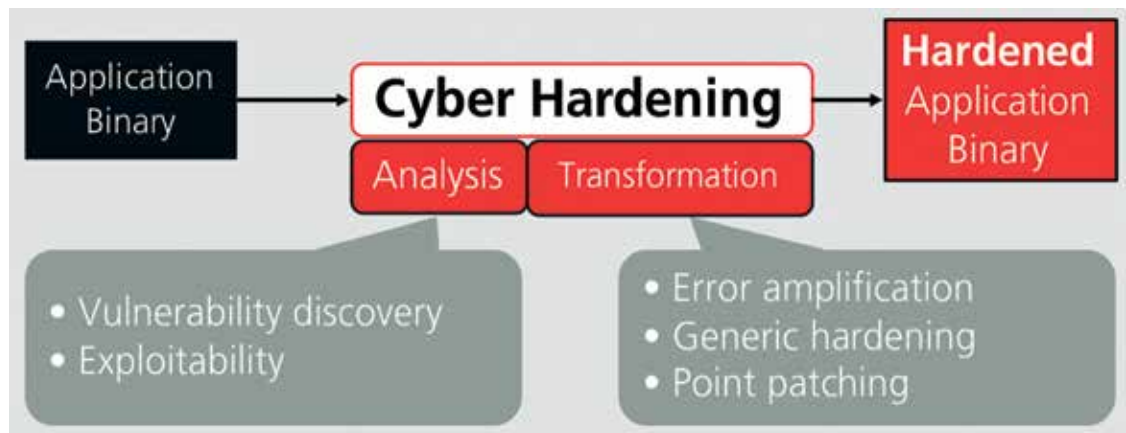 Application
Binary
Cyber Hardening
Analysis
Transformation
Hardened
Application
Binary
• Vulnerability discovery
• Exploitability
• Error amplification
• Generic hardening
• Point patching